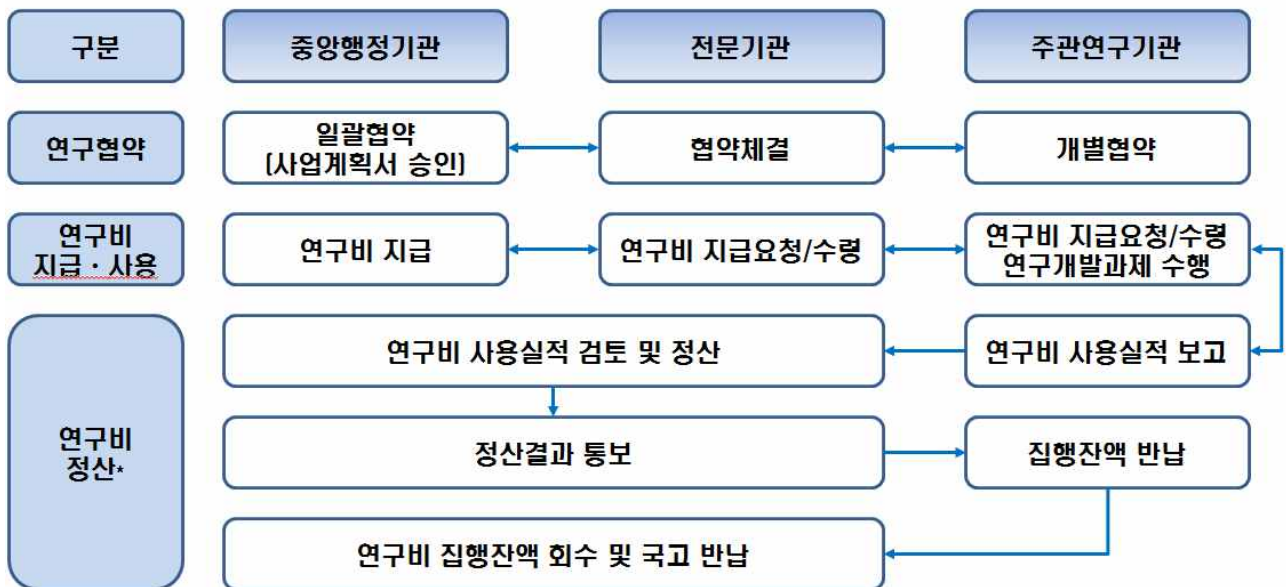 구분
중앙행정기관
전문기관
주관연구기관
연구협약
일괄협약
(사업계획서 승인)
협약체결
개별협약
연구비
지급 · 사용
연구비 지급
연구비 지급요청/수령
연구비 지급요청/수령
연구개발과제 수행
연구비
정산*
연구비 사용실적 검토 및 정산
연구비 사용실적 보고
정산결과 통보
집행잔액 반납
연구비 집행잔액 회수 및 국고 반납